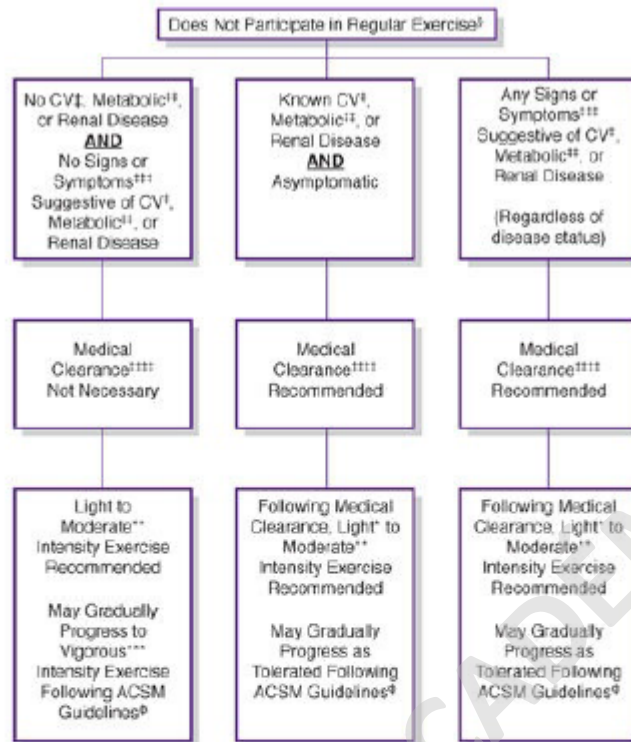 Does Not Participate in Regular Exercise§
No CV‡, Metabolic‡‡,
or Renal Disease
AND
No Signs or
Symptoms‡‡‡
Suggestive of CV‡,
Metabolic‡‡, or
Renal Disease
Known CV‡,
Metabolic‡‡, or
Renal Disease
AND
Asymptomatic
Any Signs or
Symptoms‡‡‡
Suggestive of CV‡,
Metabolic‡‡, or
Renal Disease
(Regardless of
disease status)
Medical
Clearance‡‡‡‡
Not Necessary
Medical
Clearance‡‡‡‡
Recommended
Medical
Clearance‡‡‡‡
Recommended
Light to
Moderate**
Intensity Exercise
Recommended
May Gradually
Progress to
Vigorous***
Intensity Exercise
Following ACSM
Guidelinesᶲ
Following Medical
Clearance, Light* to
Moderate**
Intensity Exercise
Recommended
May Gradually
Progress as
Tolerated Following
ACSM Guidelinesᶲ
Following Medical
Clearance, Light* to
Moderate**
Intensity Exercise
Recommended
May Gradually
Progress as
Tolerated Following
ACSM Guidelinesᶲ